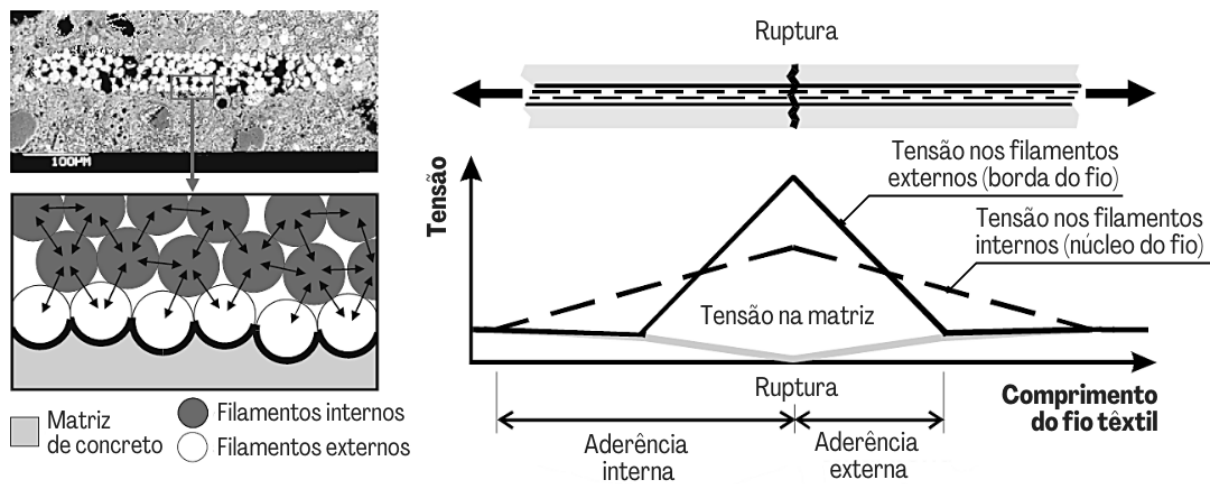 100µM
Matriz
de concreto
Filamentos internos
Filamentos externos
Ruptura
Tensão
Tensão nos filamentos
externos (borda do fio)
Tensão nos filamentos
internos (núcleo do fio)
Tensão na matriz
Ruptura
Comprimento
do fio têxtil
Aderência
interna
Aderência
externa